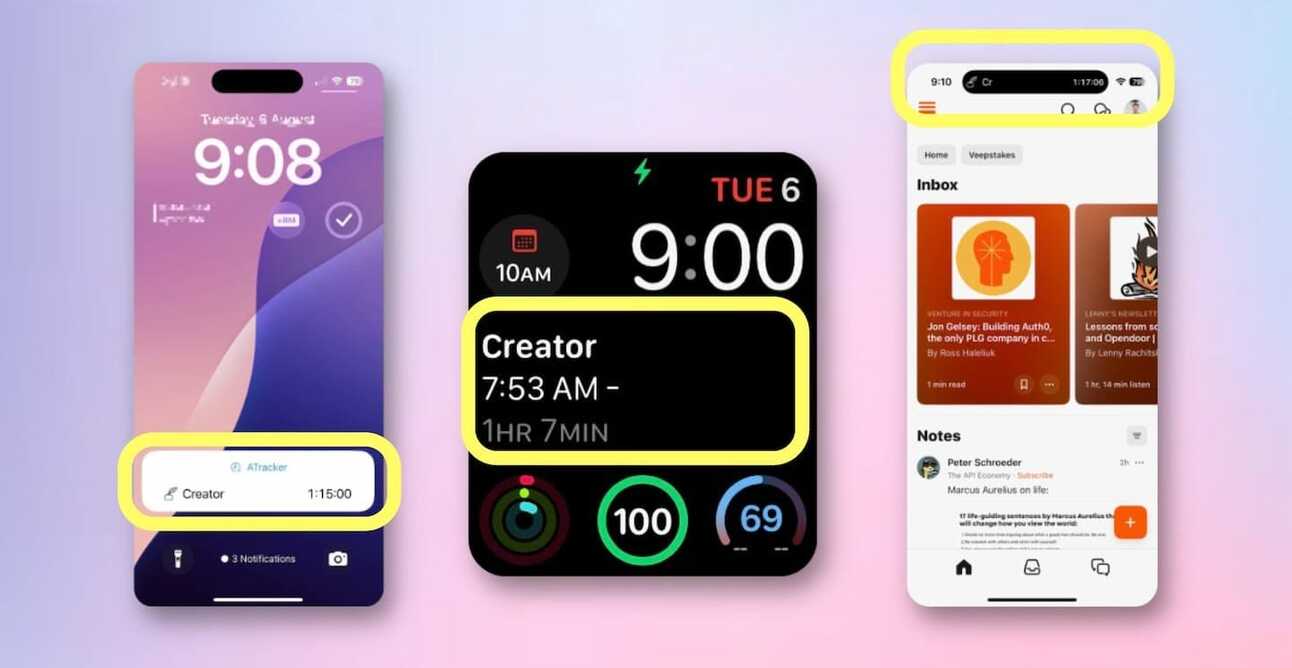 Tuesday, 6 August
9:08
ATracker
Creator 1:15:00
3 Notifications
TUE 6
10AM
9:00
Creator
7:53 AM –
1HR 7MIN
100
69
9:10
Cr 1:17:06
Home Veepstakes
Inbox
VENTURE IN SECURITY
Jon Gelsey: Building Auth0,
the only PLG company in c...
By Ross Haleliuk
1 min read
LENNY'S NEWSLETT
Lessons from sc
and Opendoor |
By Lenny Rachits
1 hr, 14 min listen
Notes
Peter Schroeder 2h
The API Economy · Subscribe
Marcus Aurelius on life:
17 life-guiding sentences by Marcus Aurelius th
will change how you view the world: